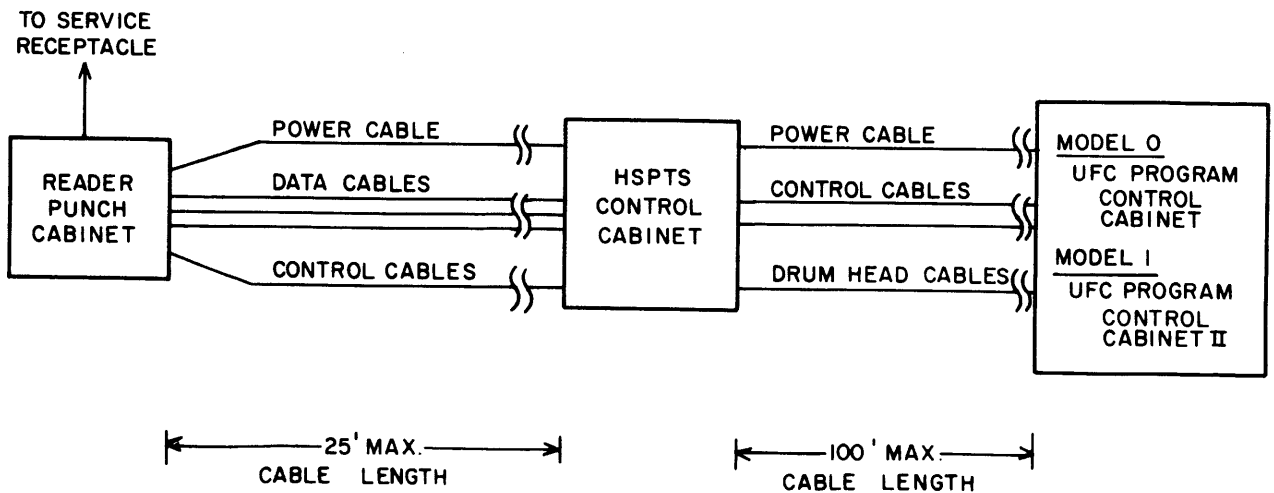 TO SERVICE
RECEPTACLE
READER
PUNCH
CABINET
POWER CABLE
DATA CABLES
CONTROL CABLES
HSPTS
CONTROL
CABINET
POWER CABLE
CONTROL CABLES
DRUM HEAD CABLES
MODEL O
UFC PROGRAM
CONTROL
CABINET
MODEL I
UFC PROGRAM
CONTROL
CABINET II
25' MAX.
CABLE LENGTH
100' MAX.
CABLE LENGTH